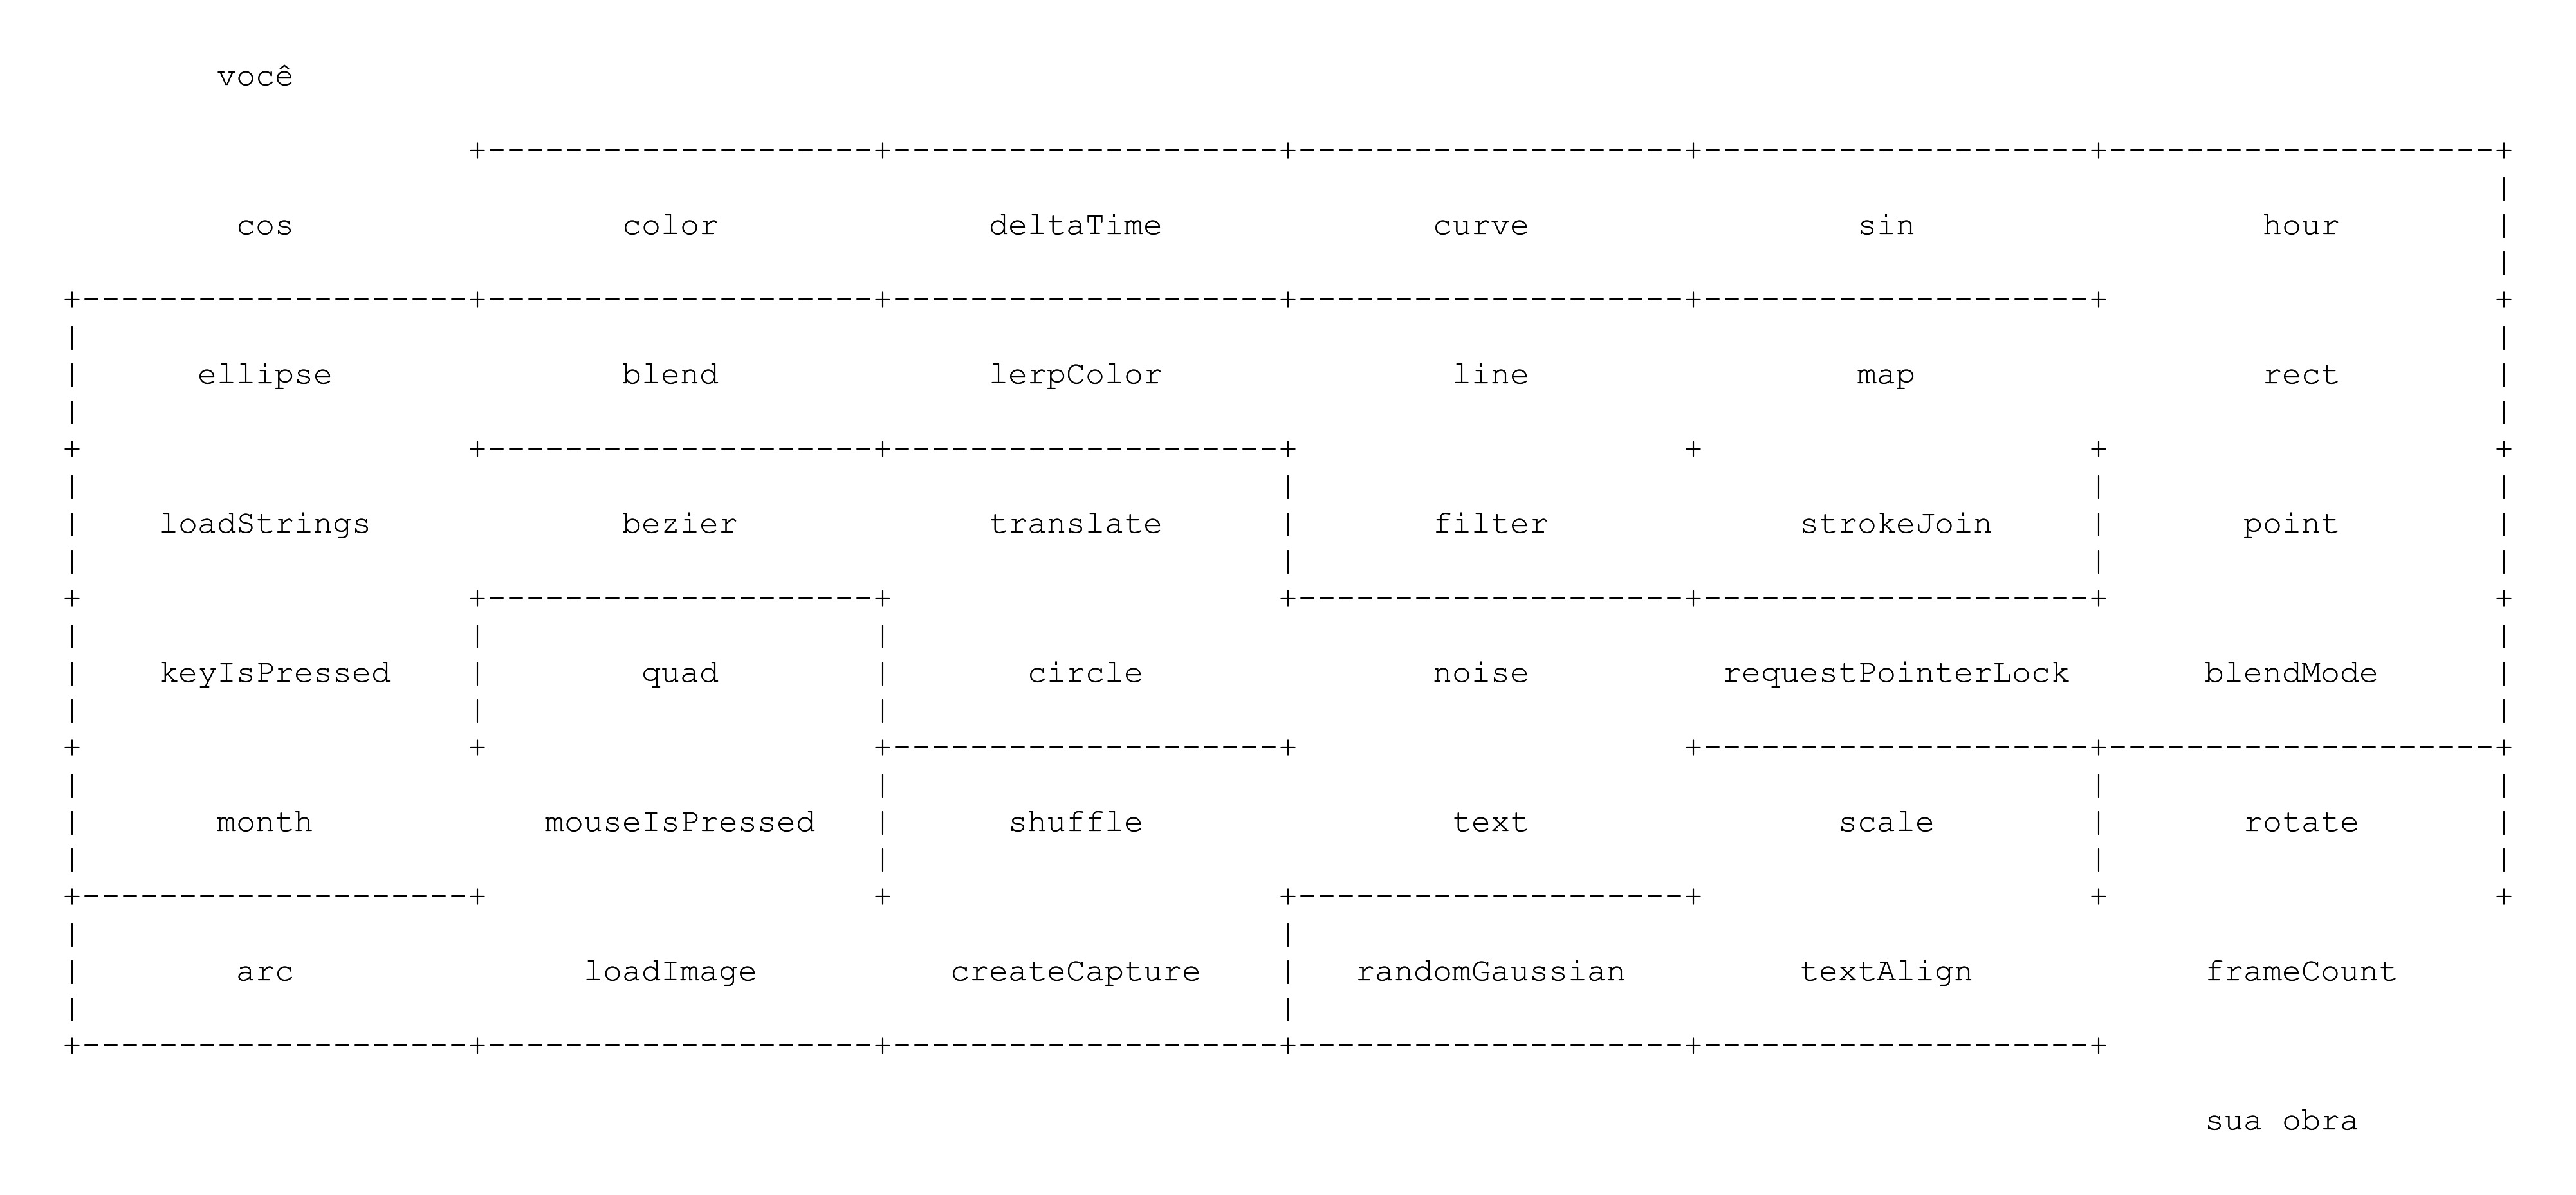 você
cos color deltaTime curve sin hour
ellipse blend lerpColor line map rect
loadStrings bezier translate filter strokeJoin point
keyIsPressed quad circle noise requestPointerLock blendMode
month mouseIsPressed shuffle text scale rotate
arc loadImage createCapture randomGaussian textAlign frameCount
sua obra